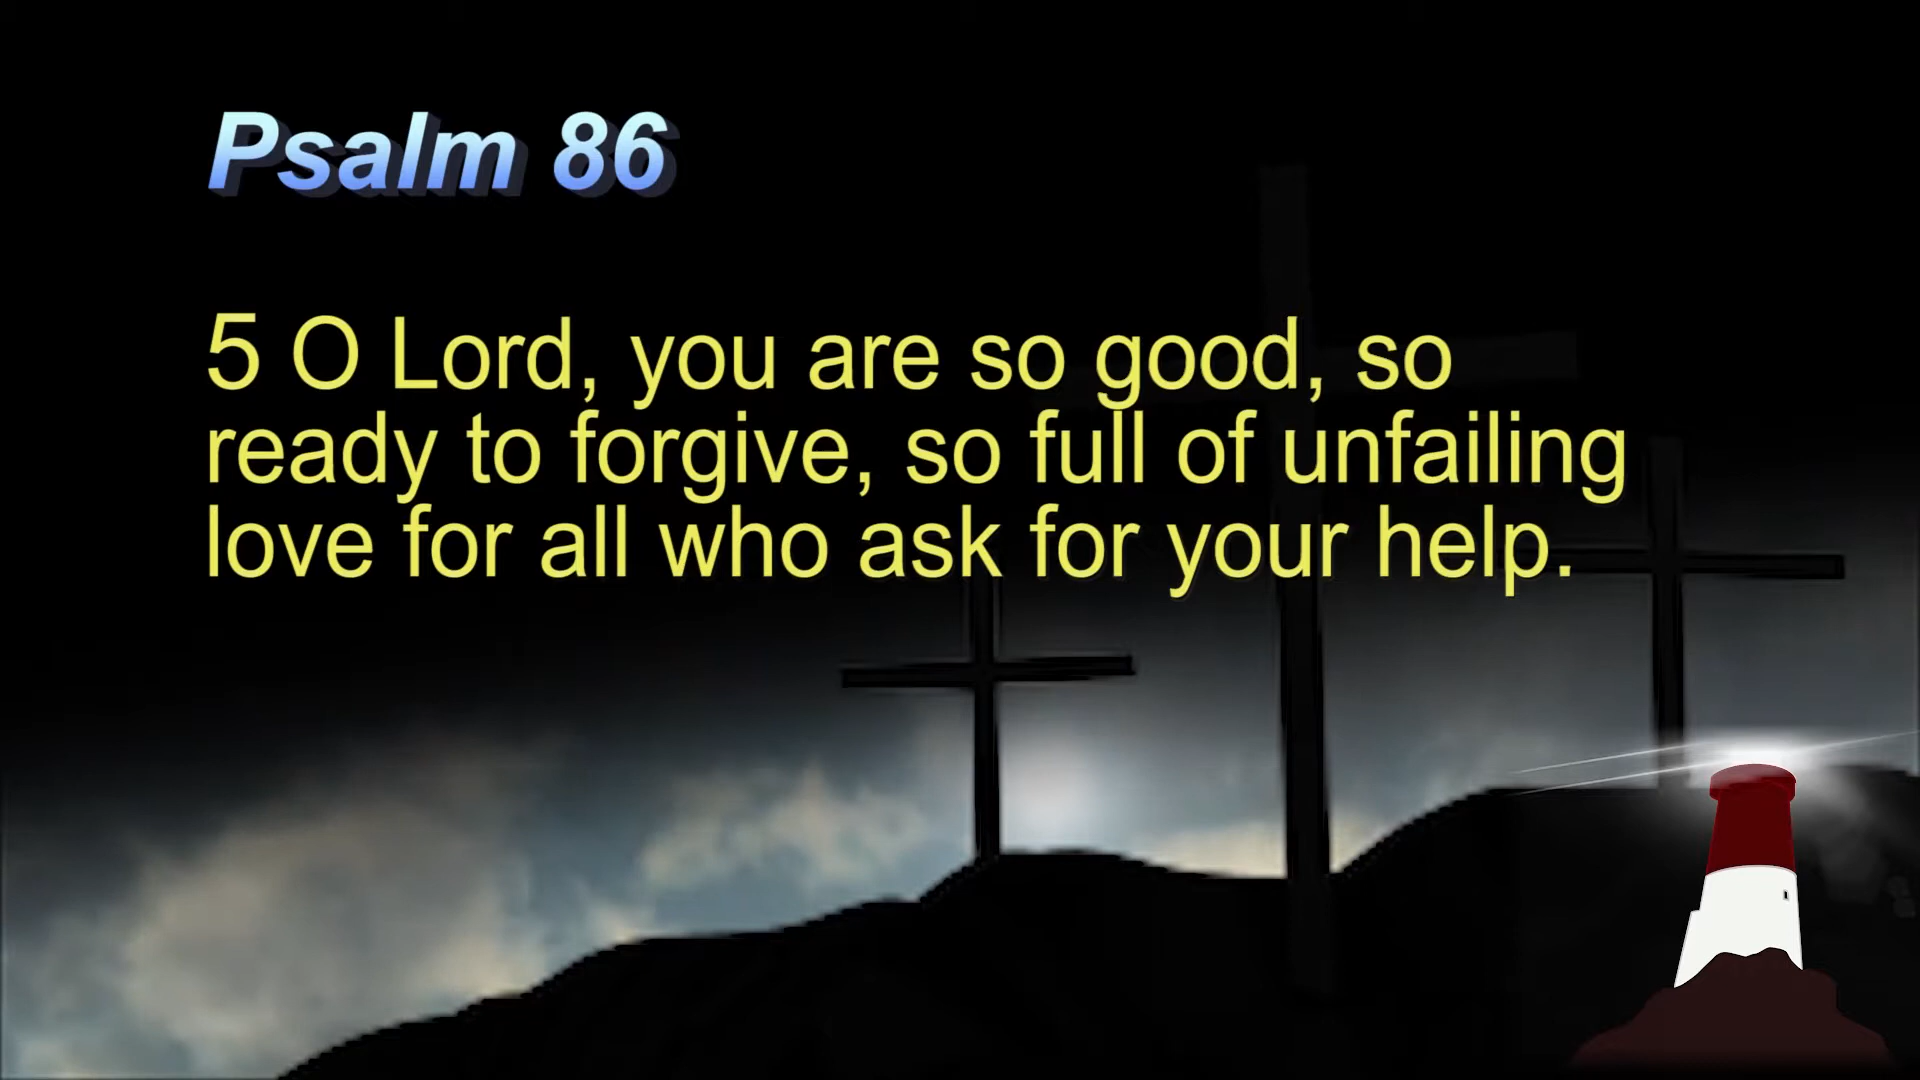 Psalm 86
5 O Lord, you are so good, so
ready to forgive, so full of unfailing
love for all who ask for your help.